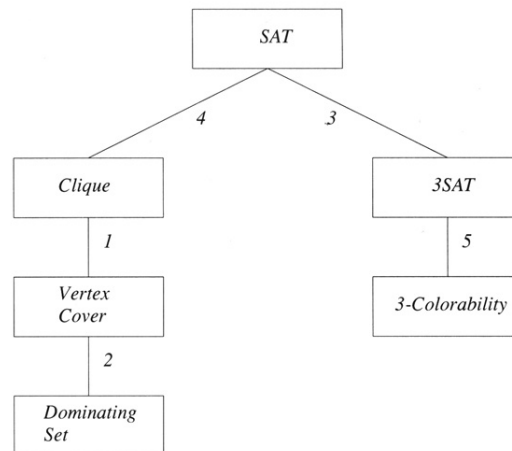 SAT
4
3
Clique
3SAT
1
5
Vertex
Cover
3-Colorability
2
Dominating
Set